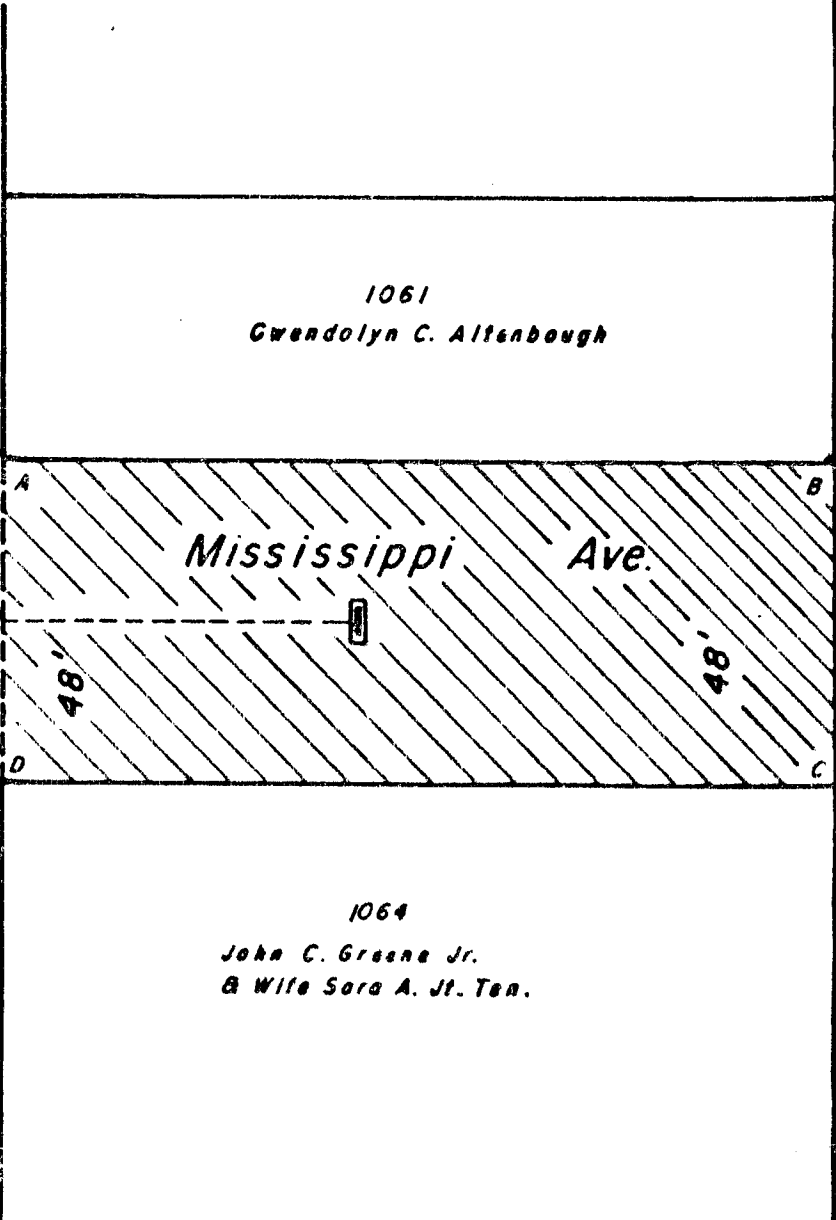 1061
Gwendolyn C. Altenbaugh
A
B
Mississippi Ave.
48'
48'
D
C
1064
John C. Greene Jr.
& Wife Sara A. Jt. Ten.